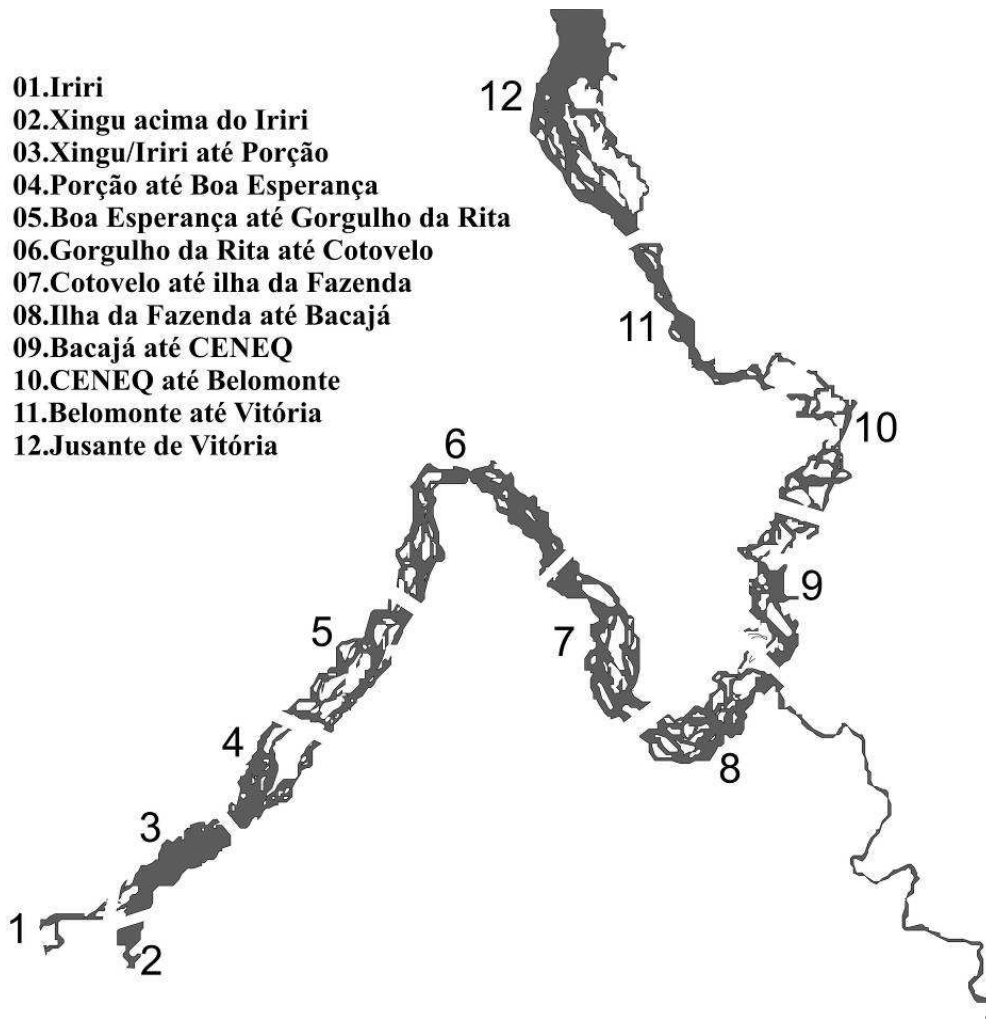 01.Iriri
02.Xingu acima do Iriri
03.Xingu/Iriri até Porção
04.Porção até Boa Esperança
05.Boa Esperança até Gorgulho da Rita
06.Gorgulho da Rita até Cotovelo
07.Cotovelo até ilha da Fazenda
08.Ilha da Fazenda até Bacajá
09.Bacajá até CENEQ
10.CENEQ até Belomonte
11.Belomonte até Vitória
12.Jusante de Vitória
12
11
10
6
9
5
7
4
8
3
1
2